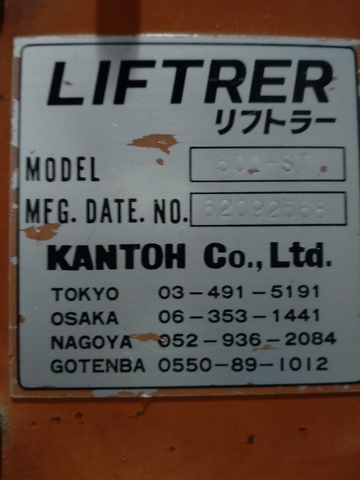 LIFTRER
リフトラー
MODEL
MFG. DATE. NO.
KANTOH Co., Ltd.
TOKYO 03-491-5191
OSAKA 06-353-1441
NAGOYA 052-936-2084
GOTENBA 0550-89-1012